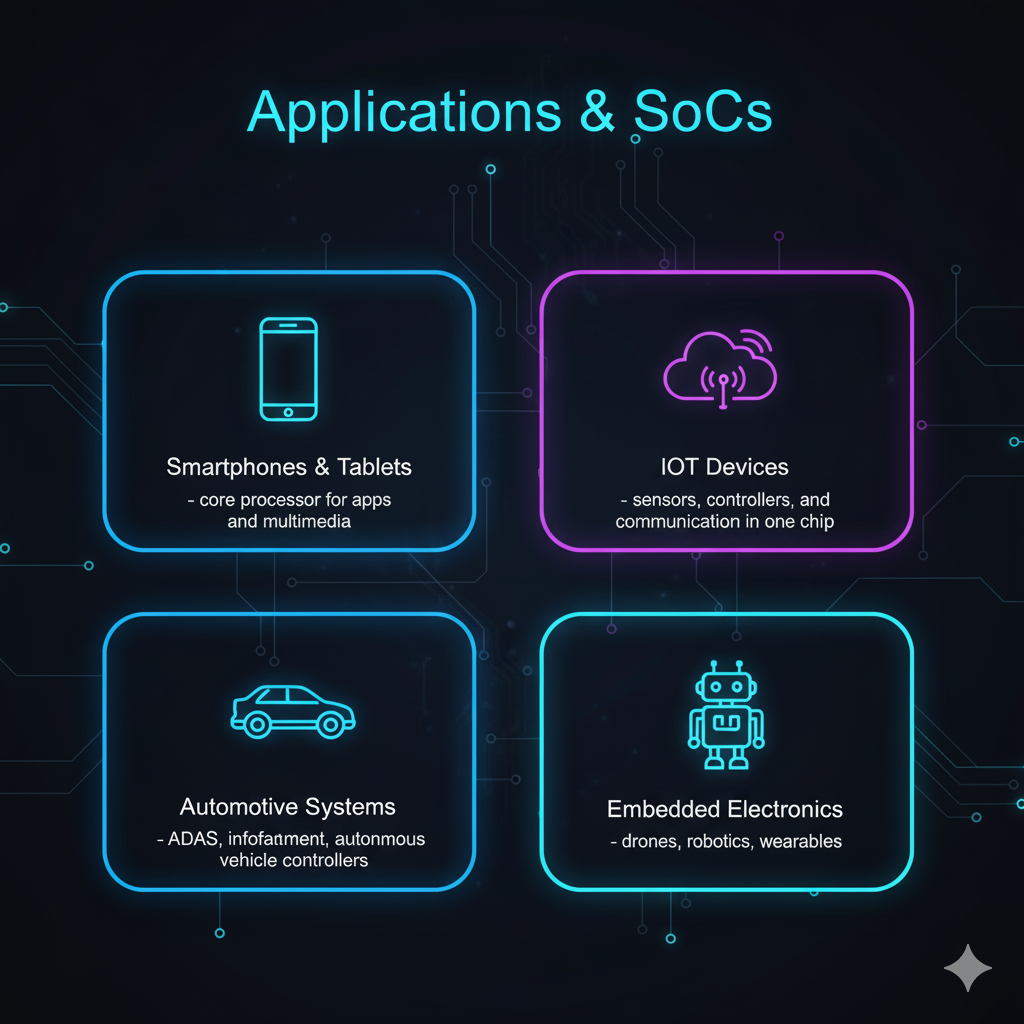 Applications & SoCs
Smartphones & Tablets
- core processor for apps
and multimedia
IOT Devices
- sensors, controllers, and
communication in one chip
Automotive Systems
- ADAS, infofatment, autonmous
vehicle controllers
Embedded Electronics
- drones, robotics, wearables